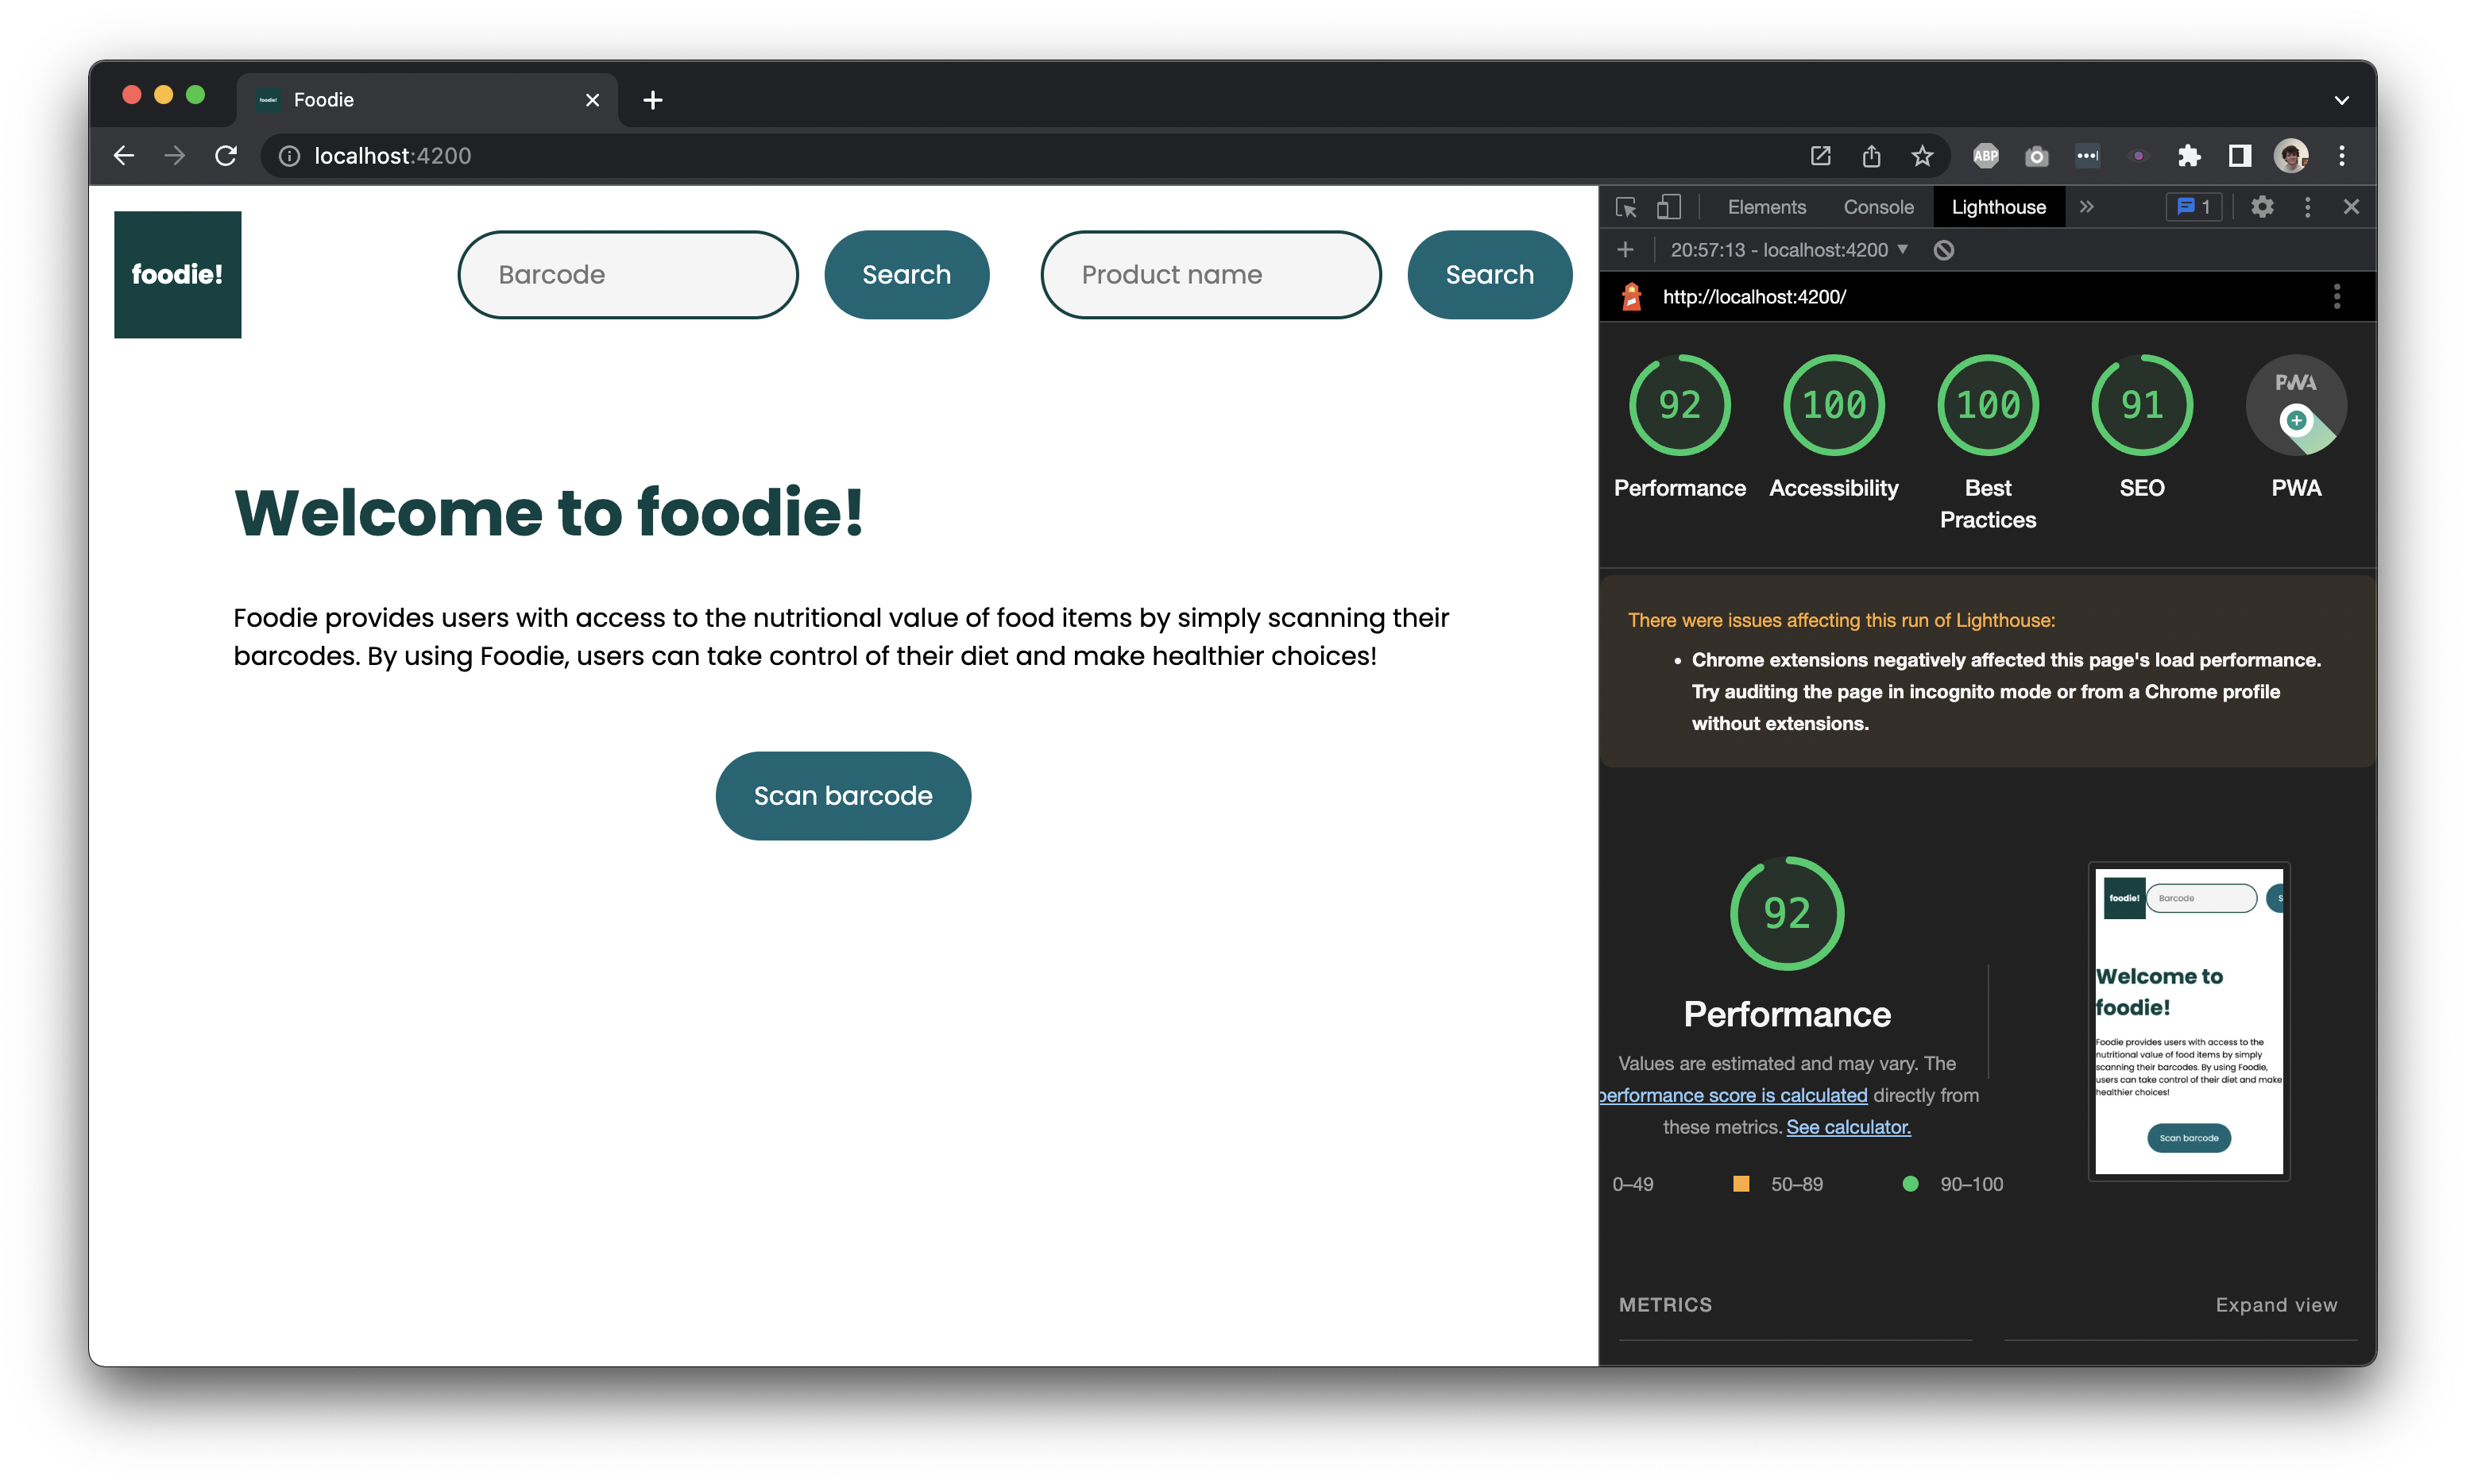 foodie!
Foodie
localhost:4200
ABP
foodie!
Barcode
Search
Product name
Search
Welcome to foodie!
Foodie provides users with access to the nutritional value of food items by simply scanning their
barcodes. By using Foodie, users can take control of their diet and make healthier choices!
Scan barcode
Elements
Console
Lighthouse
1
20:57:13 - localhost:4200
http://localhost:4200/
92
100
100
91
PWA
Performance
Accessibility
Best
Practices
SEO
PWA
There were issues affecting this run of Lighthouse:
• Chrome extensions negatively affected this page's load performance.
Try auditing the page in incognito mode or from a Chrome profile
without extensions.
92
Performance
Values are estimated and may vary. The
performance score is calculated directly from
these metrics. See calculator.
0–49
50–89
90–100
foodie!
Barcode
S
Welcome to
foodie!
Foodie provides users with access to the
nutritional value of food items by simply
scanning their barcodes. By using Foodie,
users can take control of their diet and make
healthier choices!
Scan barcode
METRICS
Expand view